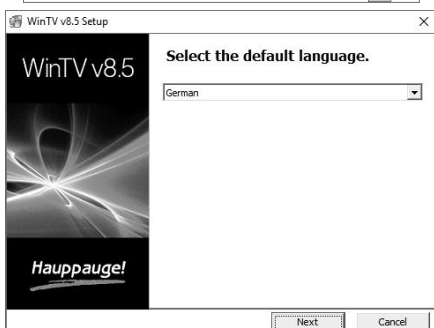 WinTV v8.5 Setup
WinTV v8.5
Select the default language.
German
Hauppauge!
Next
Cancel